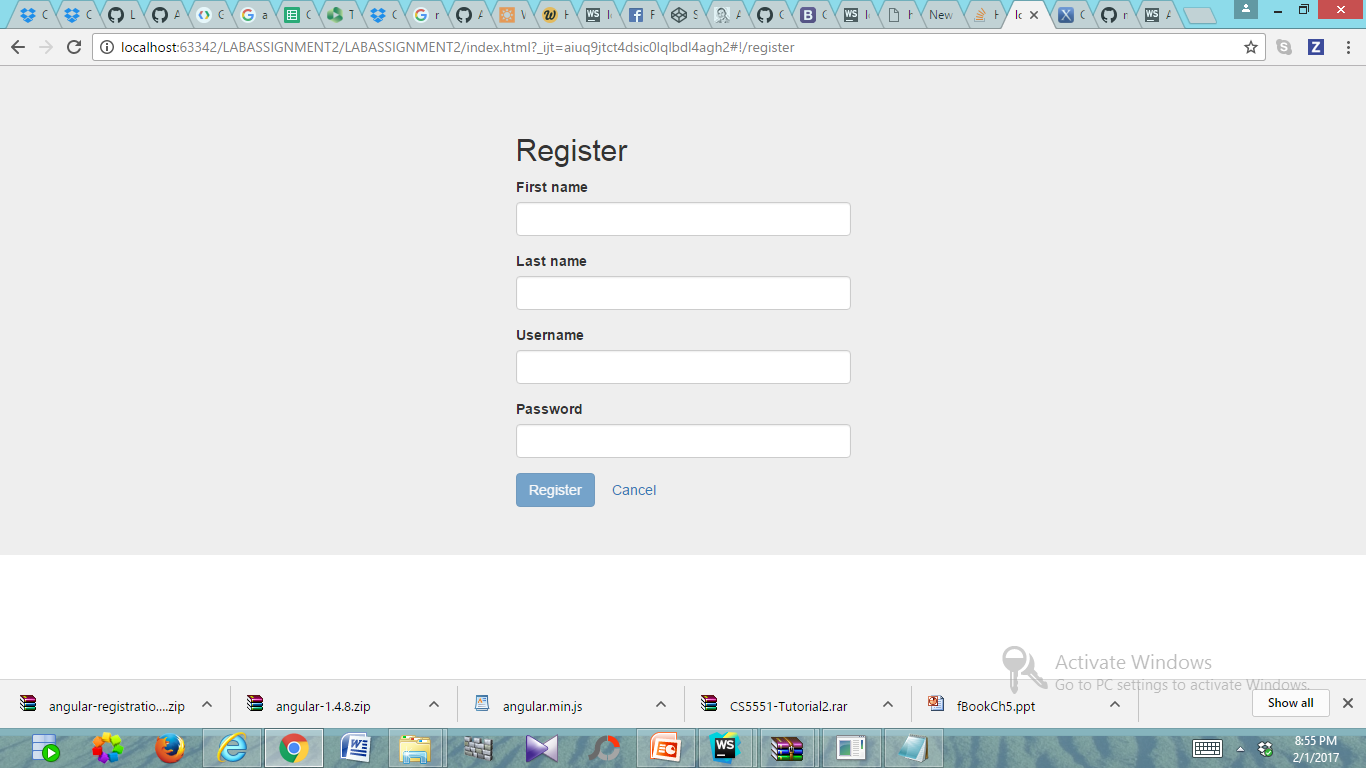 New
localhost:63342/LABASSIGNMENT2/LABASSIGNMENT2/index.html?_ijt=aiuq9jtct4dsic0lqlbdl4agh2#!/register
Register
First name
Last name
Username
Password
Register Cancel
Activate Windows
Go to PC settings to activate Windows.
angular-registratio....zip angular-1.4.8.zip angular.min.js CS5551-Tutorial2.rar fBookCh5.ppt Show all
8:55 PM
2/1/2017